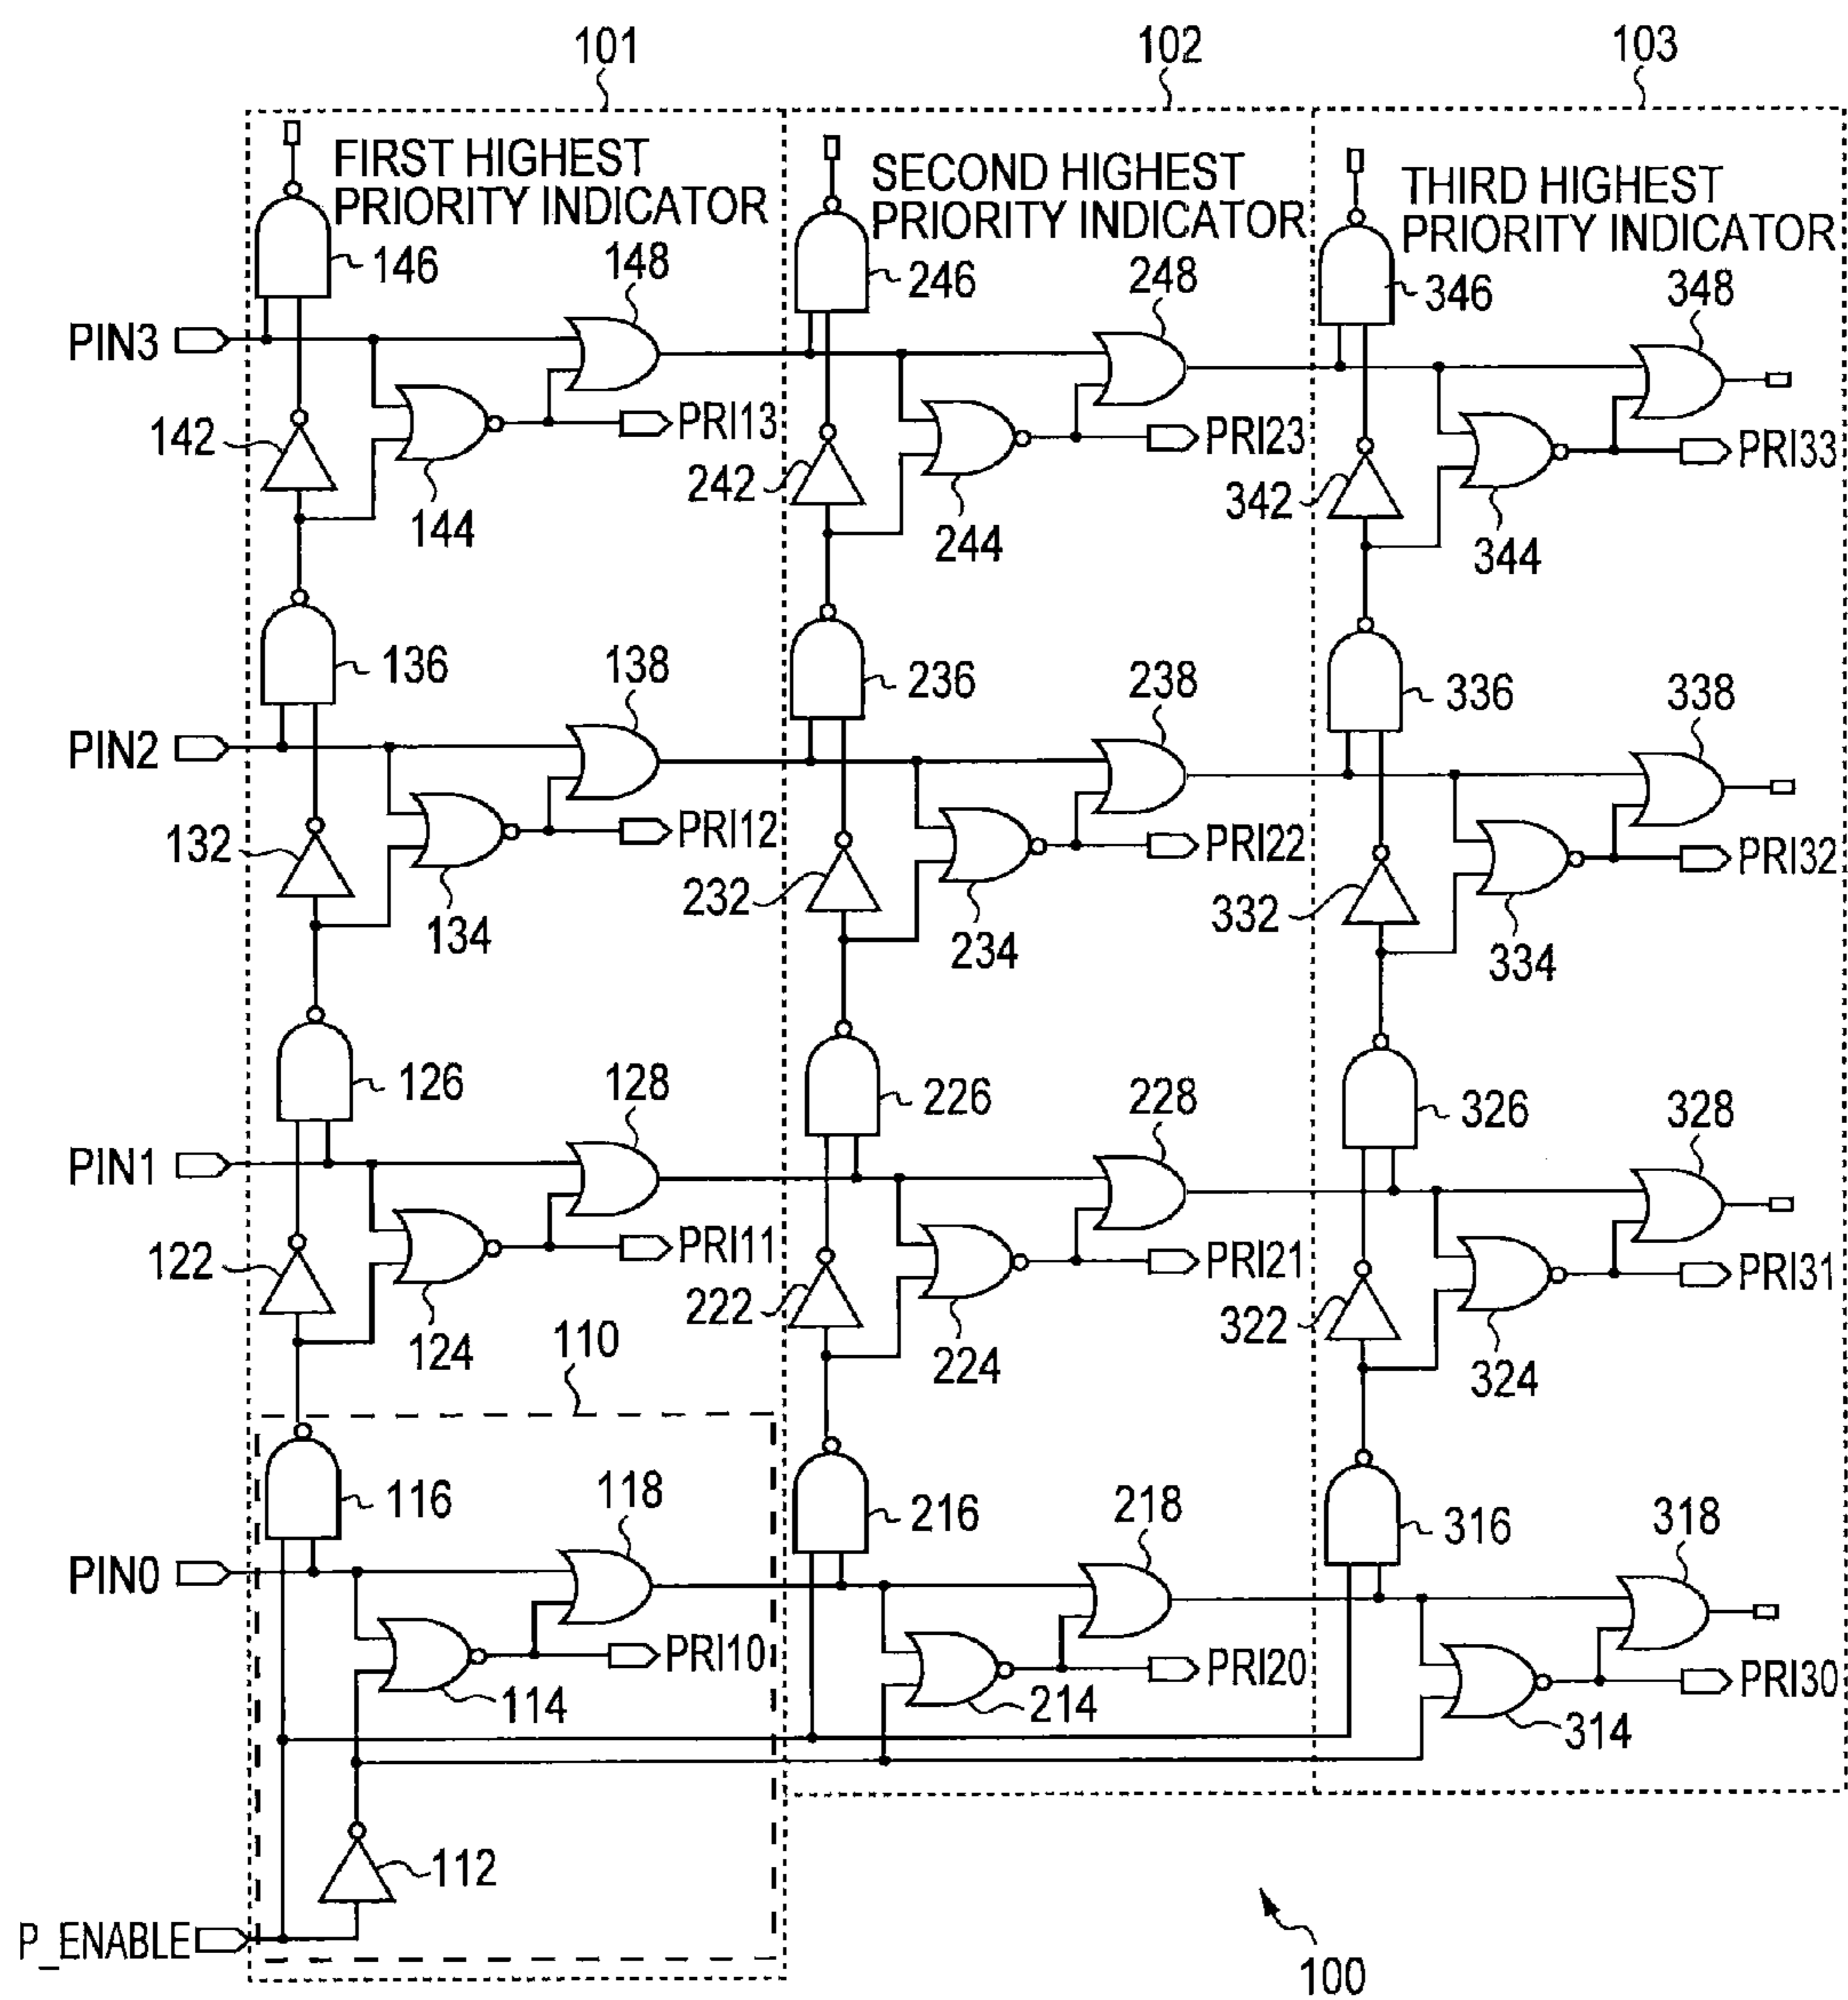 101
102
103
FIRST HIGHEST
PRIORITY INDICATOR
SECOND HIGHEST
PRIORITY INDICATOR
THIRD HIGHEST
PRIORITY INDICATOR
146
148
246
248
346
348
PIN3
PRI13
PRI23
PRI33
142
144
242
244
342
344
136
138
236
238
336
338
PIN2
PRI12
PRI22
PRI32
132
134
232
234
332
334
126
128
226
228
326
328
PIN1
PRI11
PRI21
PRI31
122
124
222
224
322
324
110
116
118
216
218
316
318
PIN0
PRI10
PRI20
PRI30
114
214
314
112
P_ENABLE
100